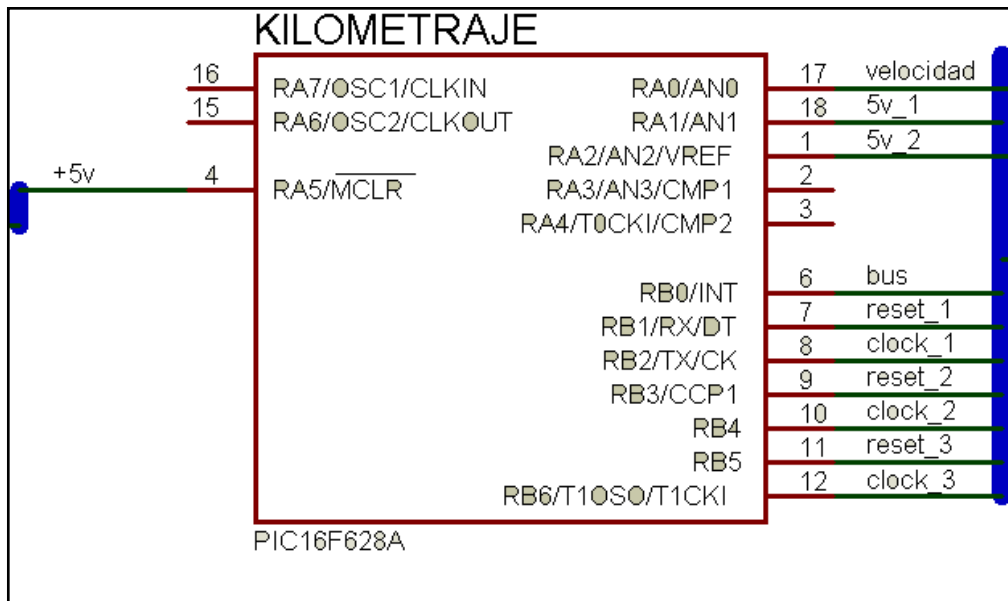 KILOMETRAJE
16 RA7/OSC1/CLKIN RA0/AN0 17 velocidad
15 RA6/OSC2/CLKOUT RA1/AN1 18 5v_1
RA2/AN2/VREF 1 5v_2
+5v 4 RA5/MCLR RA3/AN3/CMP1 2
RA4/T0CKI/CMP2 3
RB0/INT 6 bus
RB1/RX/DT 7 reset_1
RB2/TX/CK 8 clock_1
RB3/CCP1 9 reset_2
RB4 10 clock_2
RB5 11 reset_3
RB6/T1OSO/T1CKI 12 clock_3
PIC16F628A